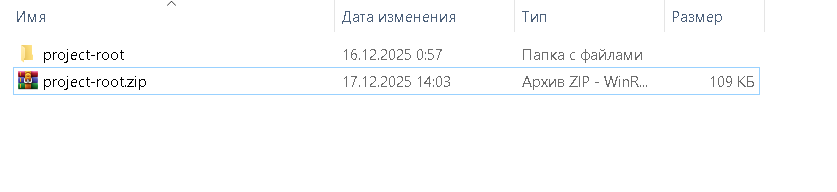 Имя Дата изменения Тип Размер
project-root 16.12.2025 0:57 Папка с файлами
project-root.zip 17.12.2025 14:03 Архив ZIP - WinR... 109 КБ